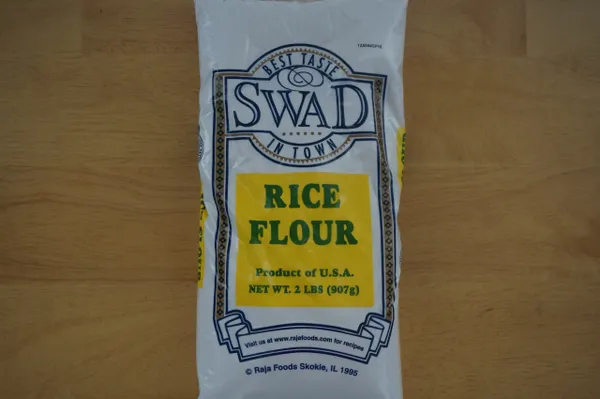 BEST TASTE
SWAD
IN TOWN
RICE
FLOUR
Product of U.S.A.
NET WT. 2 LBS (907g)
Visit us at www.rajafoods.com for recipes
© Raja Foods Skokie, IL 1995